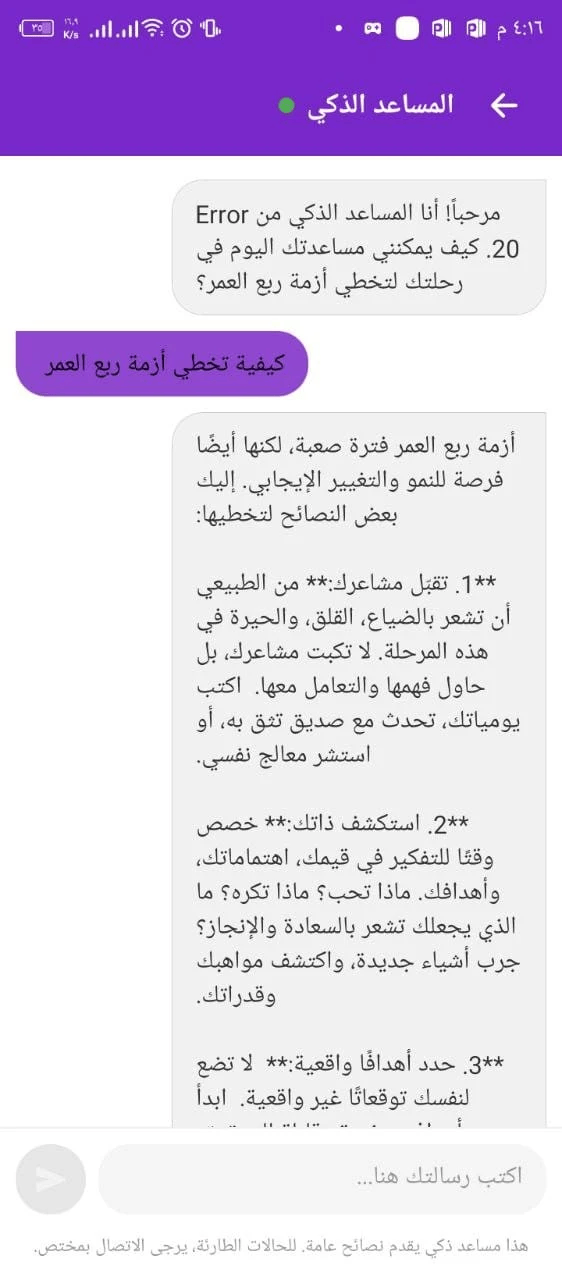 ٤:١٦ م
١٦,٩
K/s
٣٥
المساعد الذكي
مرحباً! أنا المساعد الذكي من Error
20. كيف يمكنني مساعدتك اليوم في
رحلتك لتخطي أزمة ربع العمر؟
كيفية تخطي أزمة ربع العمر
أزمة ربع العمر فترة صعبة، لكنها أيضًا
فرصة للنمو والتغيير الإيجابي. إليك
بعض النصائح لتخطيها:
**1. تقبّل مشاعرك:** من الطبيعي
أن تشعر بالضياع، القلق، والحيرة في
هذه المرحلة. لا تكبت مشاعرك، بل
حاول فهمها والتعامل معها. اكتب
يومياتك، تحدث مع صديق تثق به، أو
استشر معالج نفسي.
**2. استكشف ذاتك:** خصص
وقتًا للتفكير في قيمك، اهتماماتك،
وأهدافك. ماذا تحب؟ ماذا تكره؟ ما
الذي يجعلك تشعر بالسعادة والإنجاز؟
جرب أشياء جديدة، واكتشف مواهبك
وقدراتك.
**3. حدد أهدافًا واقعية:** لا تضع
لنفسك توقعاتًا غير واقعية. ابدأ
اكتب رسالتك هنا...
هذا مساعد ذكي يقدم نصائح عامة. للحالات الطارئة، يرجى الاتصال بمختص.